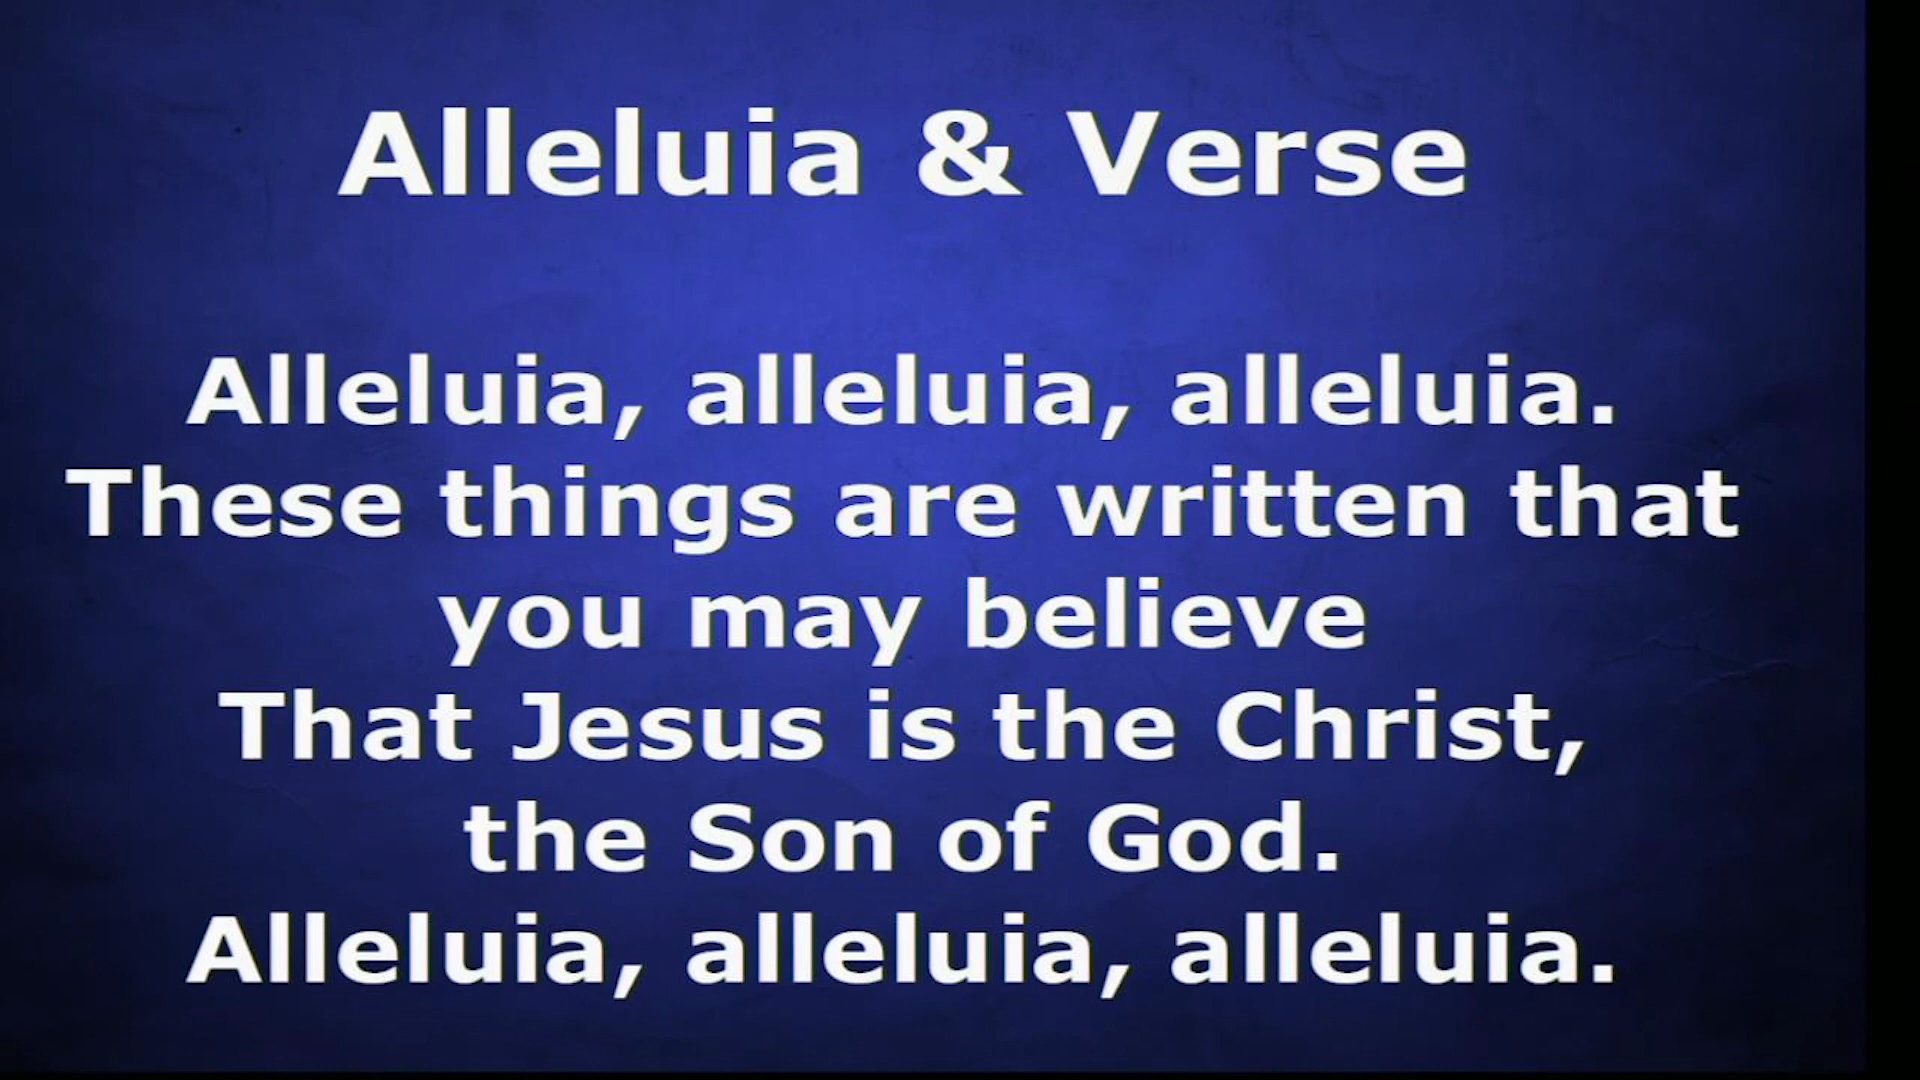 Alleluia & Verse
Alleluia, alleluia, alleluia.
These things are written that
you may believe
That Jesus is the Christ,
the Son of God.
Alleluia, alleluia, alleluia.